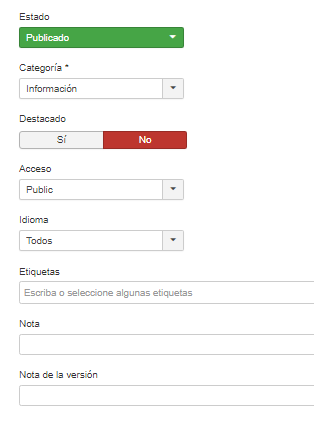 Estado
Publicado
Categoría *
Información
Destacado
Sí No
Acceso
Public
Idioma
Todos
Etiquetas
Escriba o seleccione algunas etiquetas
Nota
Nota de la versión